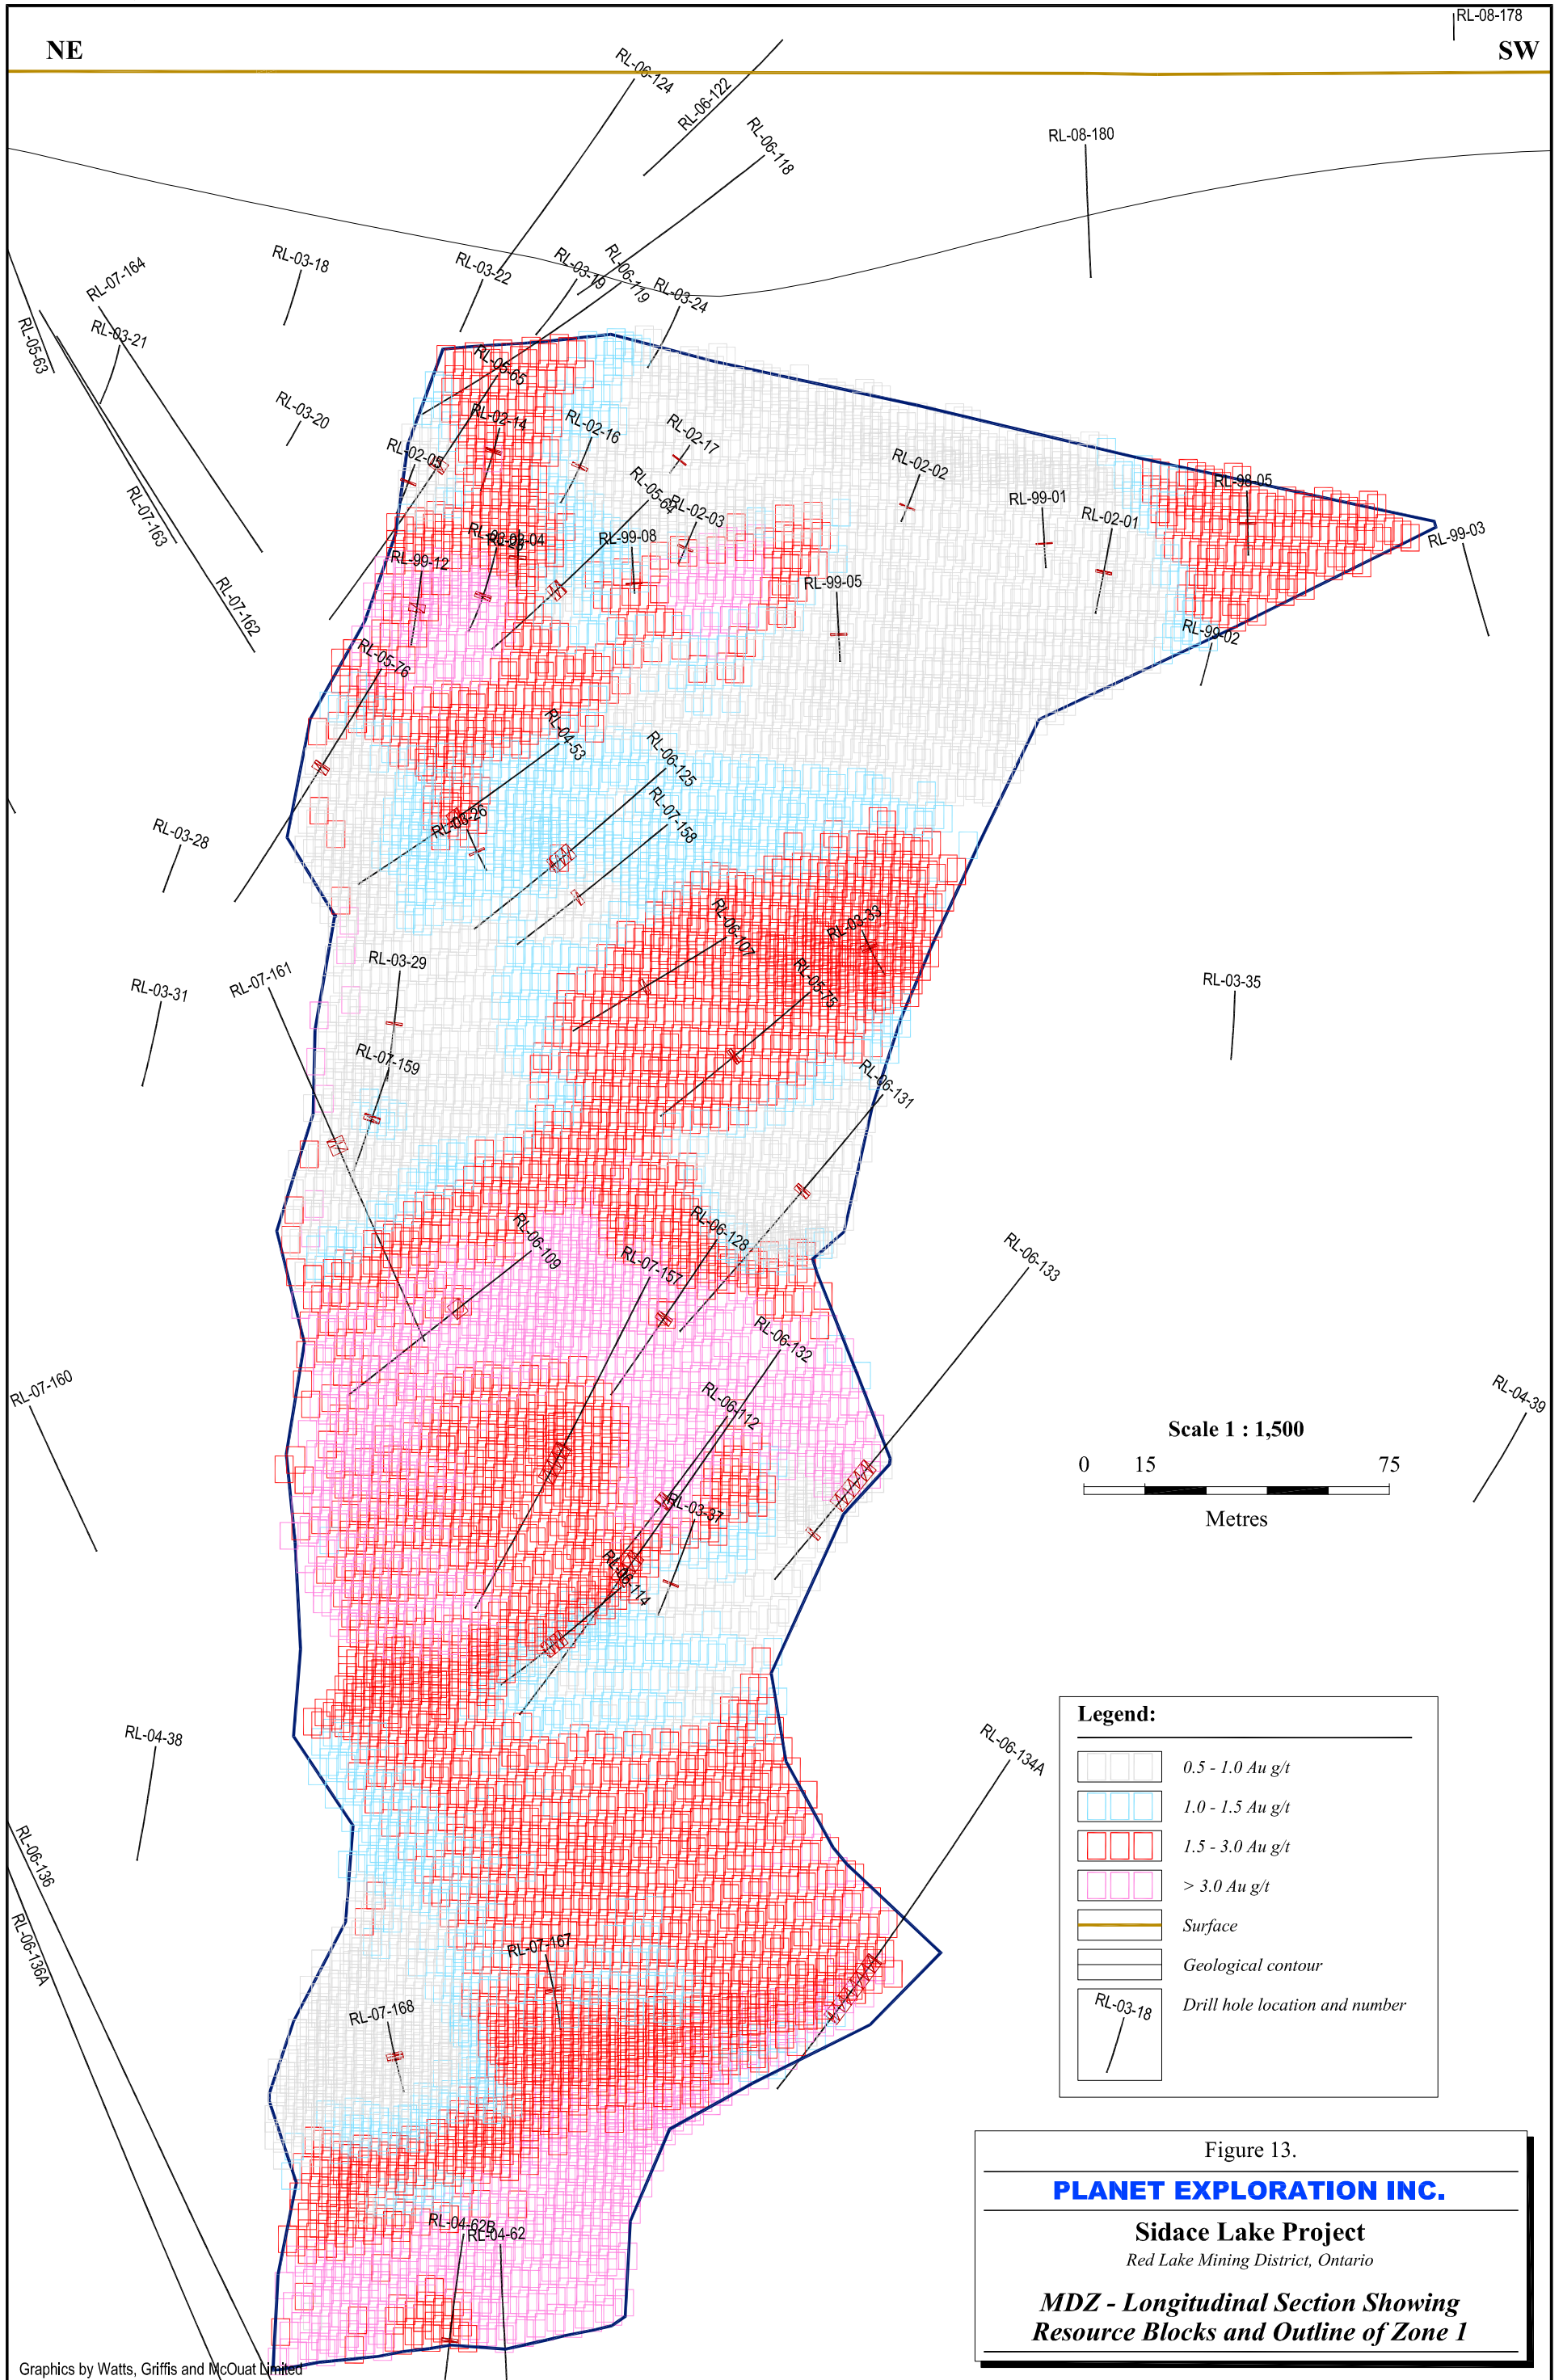 RL-08-178
NE
SW
RL-06-124
RL-06-122
RL-06-118
RL-08-180
RL-03-18
RL-03-22
RL-03-19
RL-06-119
RL-03-24
RL-07-164
RL-03-21
RL-05-63
RL-05-65
RL-03-20
RL-02-14
RL-02-16
RL-02-17
RL-02-05
RL-02-02
RL-98-05
RL-02-03
RL-99-01
RL-02-01
RL-07-163
RL-99-12
RL-99-08
RL-99-03
RL-99-05
RL-07-162
RL-99-02
RL-05-76
RL-04-53
RL-06-125
RL-07-158
RL-03-26
RL-03-28
RL-06-107
RL-03-33
RL-03-29
RL-07-161
RL-03-31
RL-05-75
RL-03-35
RL-07-159
RL-06-131
RL-06-109
RL-06-128
RL-07-157
RL-06-133
RL-06-132
RL-07-160
RL-06-112
RL-04-39
RL-03-37
Scale 1 : 1,500
0 15 75
Metres
RL-06-114
RL-04-38
RL-06-134A
RL-06-136
RL-06-136A
RL-07-167
RL-07-168
RL-04-62B
RL-04-62
Legend:
0.5 - 1.0 Au g/t
1.0 - 1.5 Au g/t
1.5 - 3.0 Au g/t
> 3.0 Au g/t
Surface
Geological contour
RL-03-18 Drill hole location and number
Figure 13.
PLANET EXPLORATION INC.
Sidace Lake Project
Red Lake Mining District, Ontario
MDZ - Longitudinal Section Showing
Resource Blocks and Outline of Zone 1
Graphics by Watts, Griffis and McOuat Limited